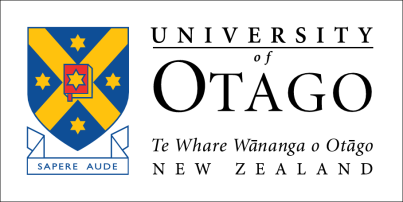 UNIVERSITY
of
OTAGO
Te Whare Wānanga o Otāgo
NEW ZEALAND
SAPERE AUDE